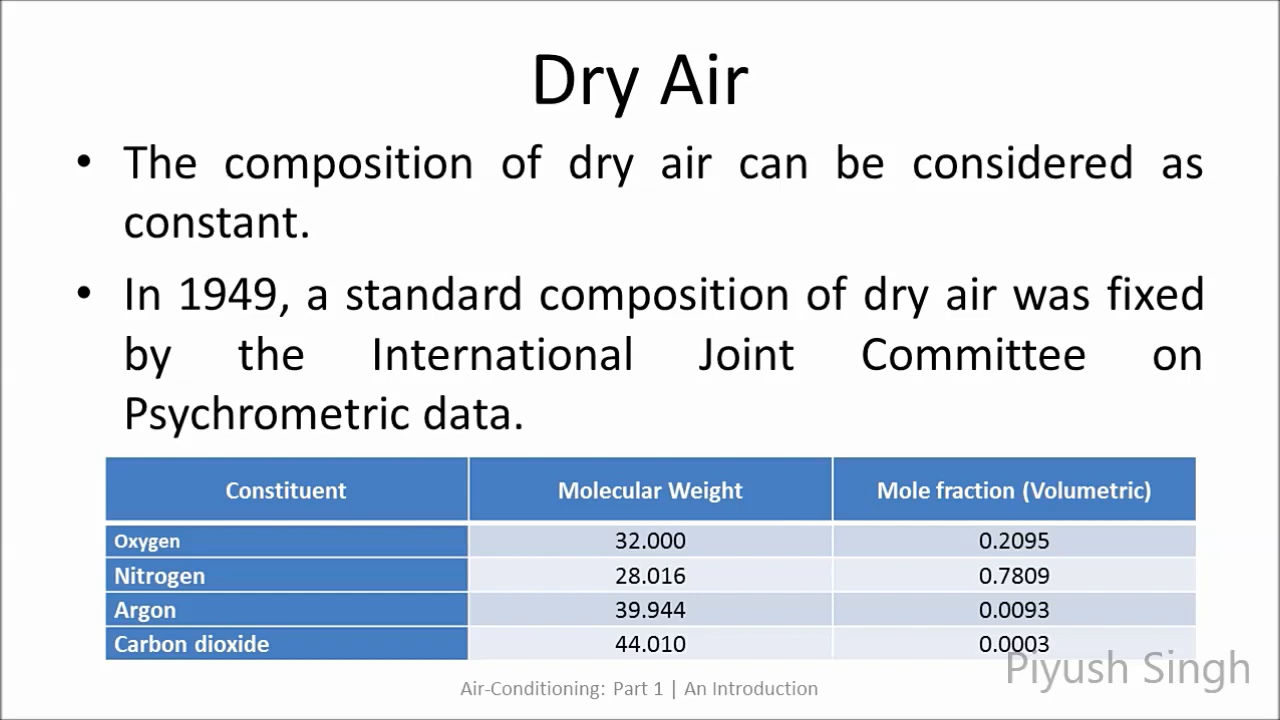 Dry Air
• The composition of dry air can be considered as
constant.
• In 1949, a standard composition of dry air was fixed
by the International Joint Committee on
Psychrometric data.
Constituent Molecular Weight Mole fraction (Volumetric)
Oxygen 32.000 0.2095
Nitrogen 28.016 0.7809
Argon 39.944 0.0093
Carbon dioxide 44.010 0.0003
Piyush Singh
Air-Conditioning: Part 1 | An Introduction